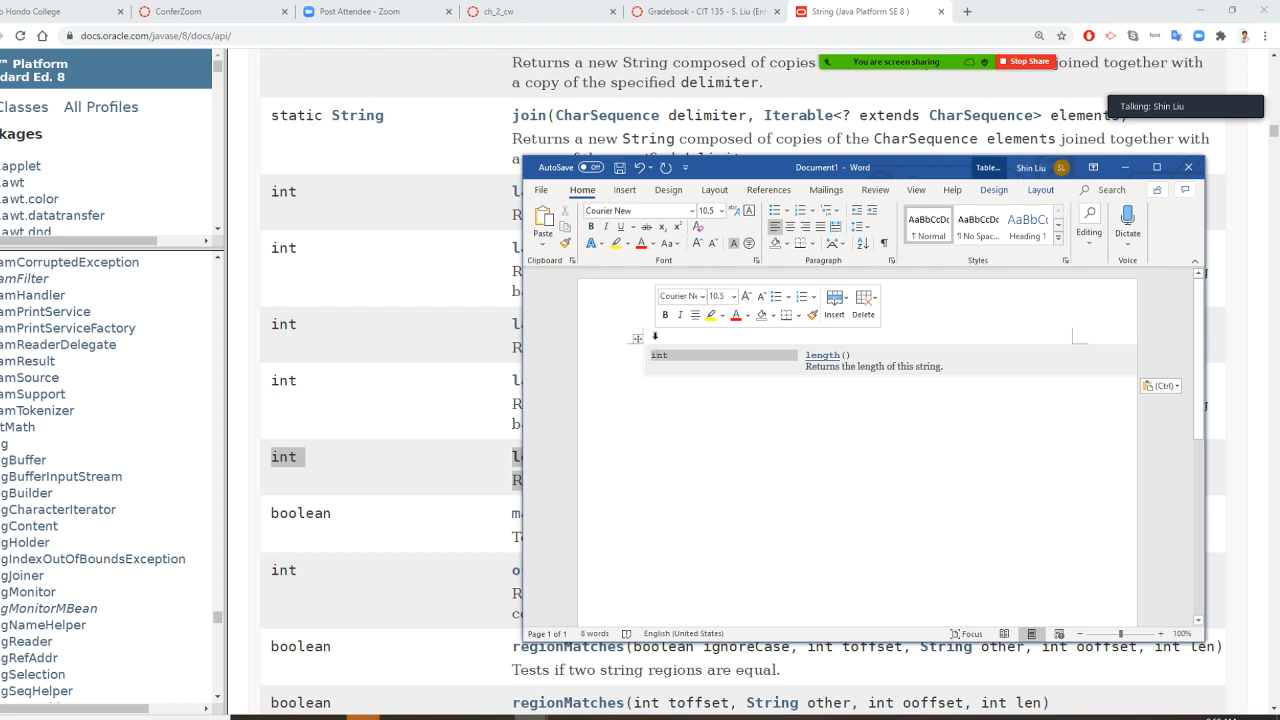 o Hondo College
ConferZoom
Post Attendee - Zoom
ch_2_cw
Gradebook - CIT 135 - S. Liu (Enh
String (Java Platform SE 8 )
docs.oracle.com/javase/8/docs/api/
™ Platform
dard Ed. 8
Classes All Profiles
kages
.applet
.awt
.awt.color
.awt.datatransfer
.awt.dnd
amCorruptedException
amFilter
amHandler
amPrintService
amPrintServiceFactory
amReaderDelegate
amResult
amSource
amSupport
amTokenizer
tMath
g
gBuffer
gBufferInputStream
gBuilder
gCharacterIterator
gContent
gHolder
gIndexOutOfBoundsException
gJoiner
gMonitor
gMonitorMBean
gNameHelper
gReader
gRefAddr
gSelection
gSeqHelper
Returns a new String composed of copies
joined together with
a copy of the specified delimiter.
You are screen sharing
Stop Share
Talking: Shin Liu
static String
join(CharSequence delimiter, Iterable<? extends CharSequence> elements)
Returns a new String composed of copies of the CharSequence elements joined together with
int
int
int
int
int
boolean
int
boolean
regionMatches(boolean ignoreCase, int toffset, String other, int ooffset, int len)
Tests if two string regions are equal.
boolean
regionMatches(int toffset, String other, int ooffset, int len)
AutoSave Off
Document1 - Word
Table...
Shin Liu
SL
File Home Insert Design Layout References Mailings Review View Help Design Layout Search
Paste
Clipboard
Courier New 10.5
Font
Paragraph
AaBbCcDc AaBbCcDc AaBbCc
¶ Normal ¶ No Spac... Heading 1
Styles
Editing
Dictate
Voice
Courier Ne 10.5
Insert Delete
int length()
Returns the length of this string.
(Ctrl)
Page 1 of 1 8 words English (United States) Focus 100%